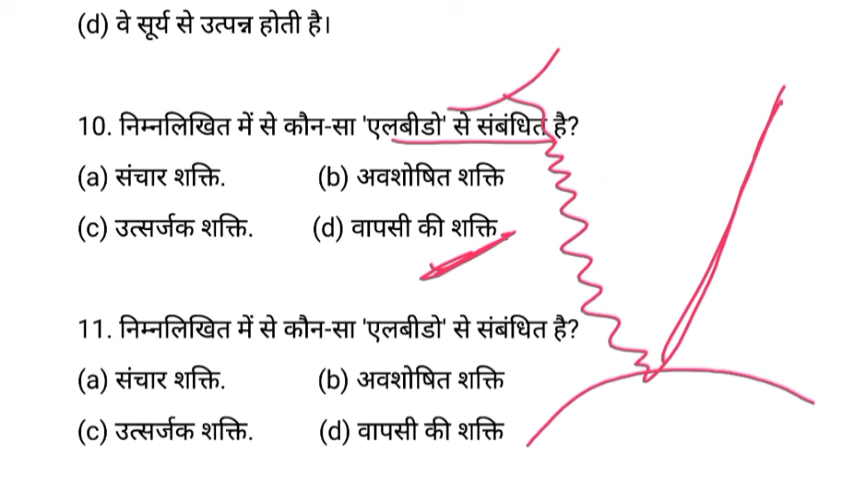 (d) वे सूर्य से उत्पन्न होती है।
10. निम्नलिखित में से कौन-सा 'एलबीडो' से संबंधित है?
(a) संचार शक्ति. (b) अवशोषित शक्ति
(c) उत्सर्जक शक्ति. (d) वापसी की शक्ति
11. निम्नलिखित में से कौन-सा 'एलबीडो' से संबंधित है?
(a) संचार शक्ति. (b) अवशोषित शक्ति
(c) उत्सर्जक शक्ति. (d) वापसी की शक्ति